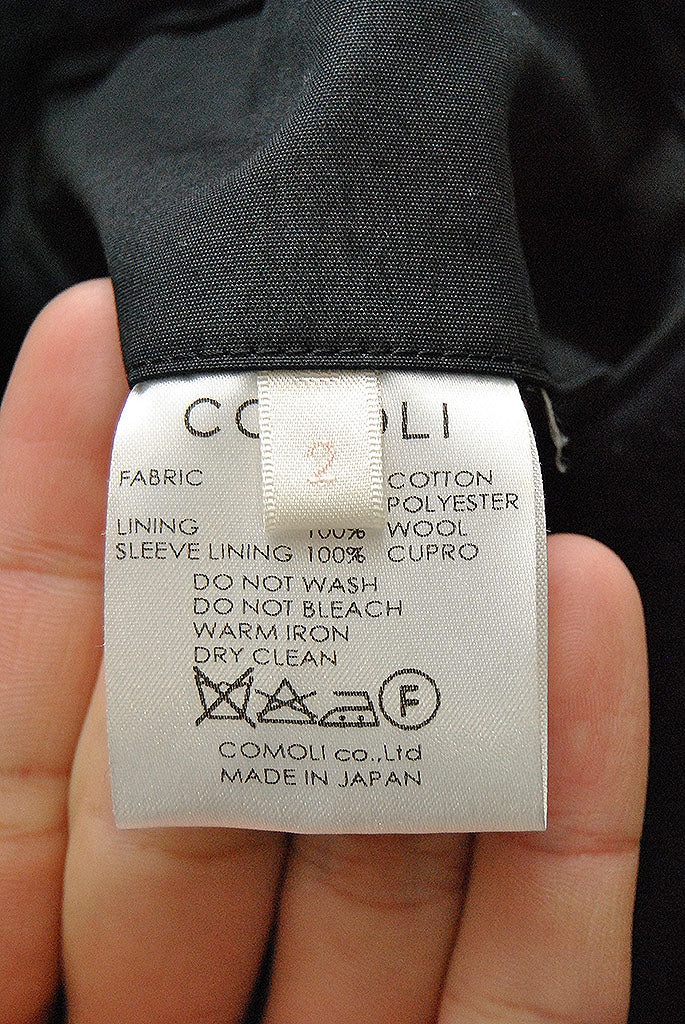 CO OLI
2
FABRIC COTTON
POLYESTER
LINING 100% WOOL
SLEEVE LINING 100% CUPRO
DO NOT WASH
DO NOT BLEACH
WARM IRON
DRY CLEAN
F
COMOLI co.,Ltd
MADE IN JAPAN